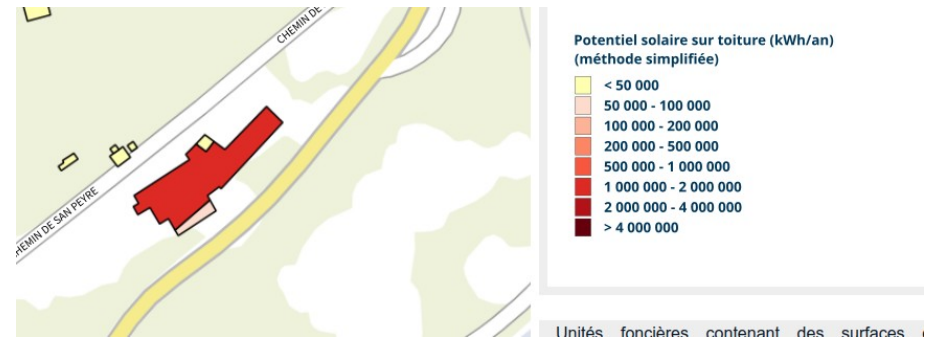 CHEMIN DE
CHEMIN DE SAN PEYRE
Potentiel solaire sur toiture (kWh/an)
(méthode simplifiée)
< 50 000
50 000 - 100 000
100 000 - 200 000
200 000 - 500 000
500 000 - 1 000 000
1 000 000 - 2 000 000
2 000 000 - 4 000 000
> 4 000 000
Unités foncières contenant des surfaces